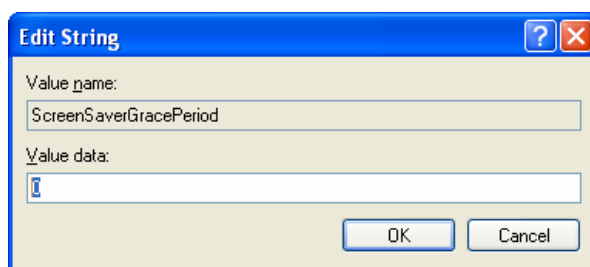 Edit String
Value name:
ScreenSaverGracePeriod
Value data:
0
OK Cancel